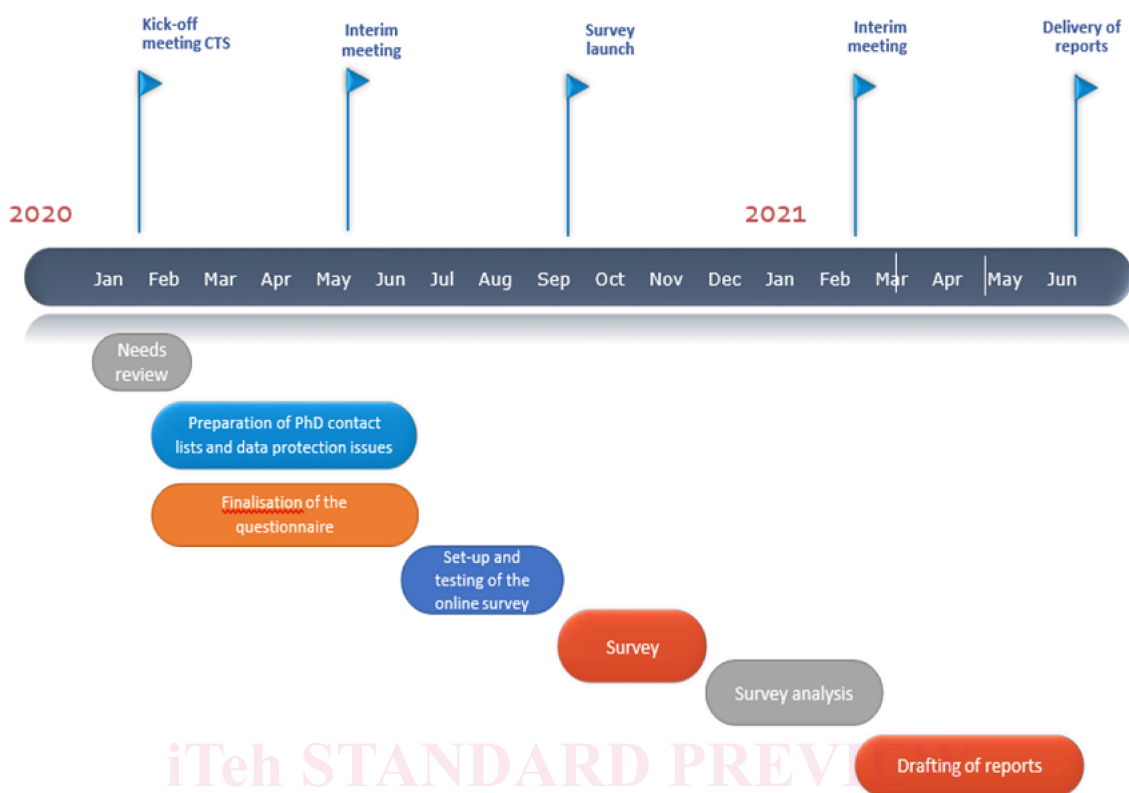 Kick-off
meeting CTS
Interim
meeting
Survey
launch
Interim
meeting
Delivery of
reports
2020
2021
Jan Feb Mar Apr May Jun Jul Aug Sep Oct Nov Dec Jan Feb Mar Apr May Jun
Needs
review
Preparation of PhD contact
lists and data protection issues
Finalisation of the
questionnaire
Set-up and
testing of the
online survey
Survey
Survey analysis
iTeh STANDARD PREVIEW
Drafting of reports